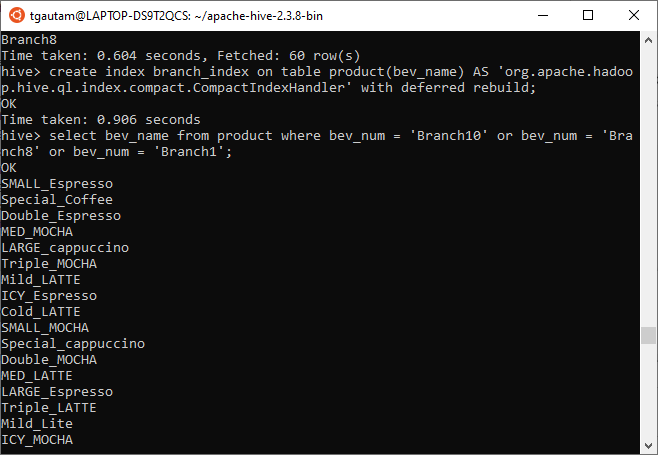 tgautam@LAPTOP-DS9T2QCS: ~/apache-hive-2.3.8-bin
Branch8
Time taken: 0.604 seconds, Fetched: 60 row(s)
hive> create index branch_index on table product(bev_name) AS 'org.apache.hadoo
p.hive.ql.index.compact.CompactIndexHandler' with deferred rebuild;
OK
Time taken: 0.906 seconds
hive> select bev_name from product where bev_num = 'Branch10' or bev_num = 'Bra
nch8' or bev_num = 'Branch1';
OK
SMALL_Espresso
Special_Coffee
Double_Espresso
MED_MOCHA
LARGE_cappuccino
Triple_MOCHA
Mild_LATTE
ICY_Espresso
Cold_LATTE
SMALL_MOCHA
Special_cappuccino
Double_MOCHA
MED_LATTE
LARGE_Espresso
Triple_LATTE
Mild_Lite
ICY_MOCHA